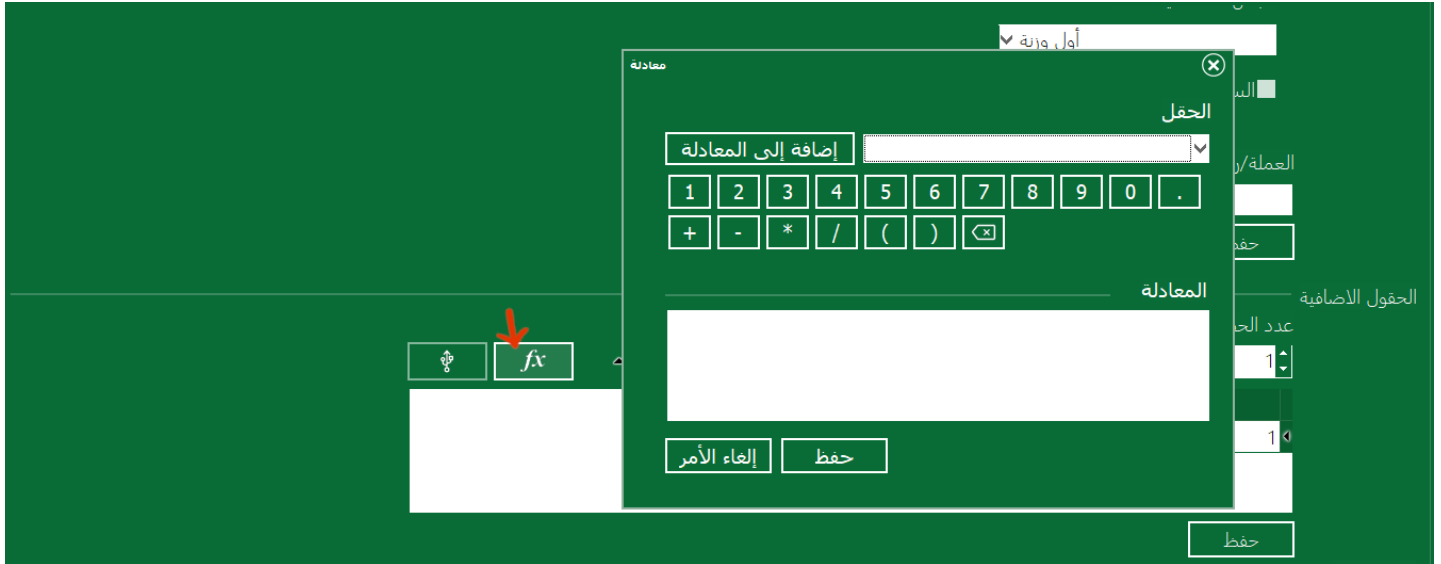 أول وزنة
معادلة
الحقل
إضافة إلى المعادلة
1 2 3 4 5 6 7 8 9 0 .
+ - * / ( )
العملة/
المعادلة
الحقول الاضافية
عدد
fx
1
1
حفظ
إلغاء الأمر
حفظ